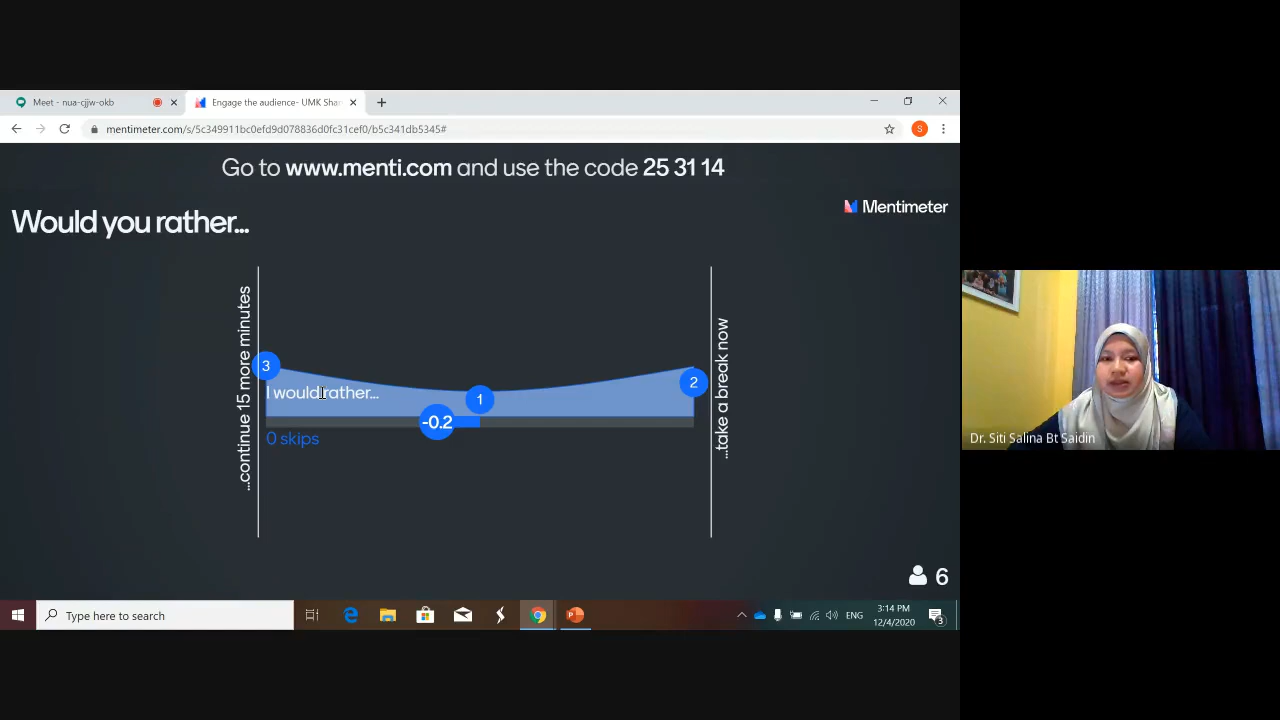 Meet - nua-cjjw-okb
Engage the audience- UMK Shar
mentimeter.com/s/5c349911bc0efd9d078836d0fc31cef0/b5c341db5345#
S
Go to www.menti.com and use the code 25 31 14
Mentimeter
Would you rather...
...continue 15 more minutes
3
I would rather...
1
2
-0.2
0 skips
...take a break now
6
Dr. Siti Salina Bt Saidin
Type here to search
ENG
3:14 PM
12/4/2020
3